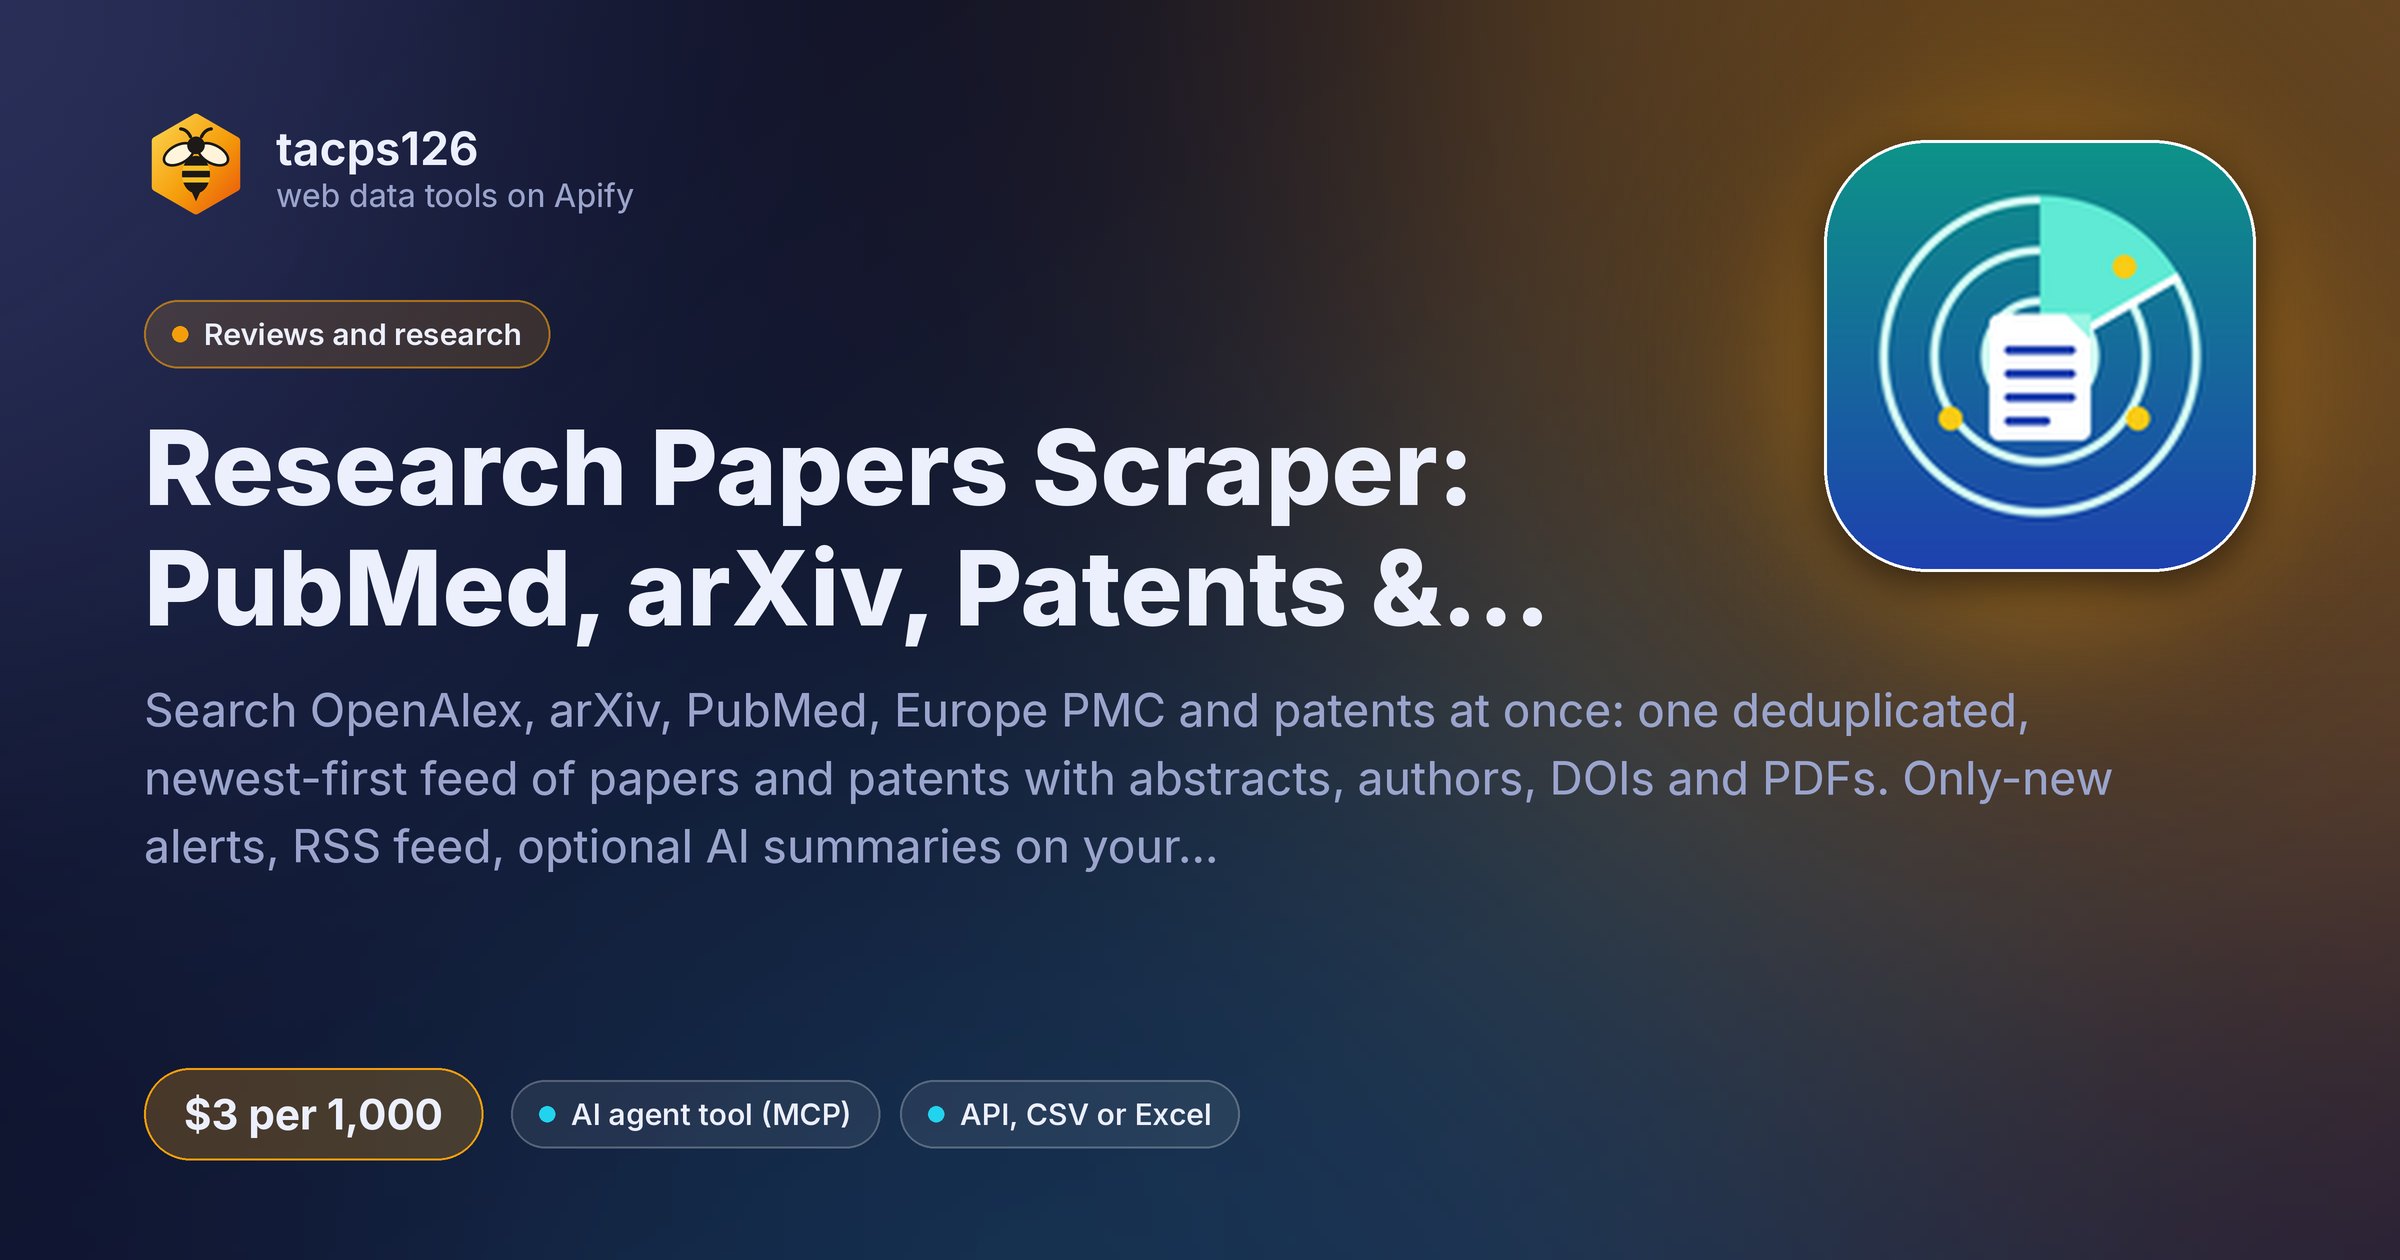 tacps126
web data tools on Apify
Reviews and research
Research Papers Scraper:
PubMed, arXiv, Patents &...
Search OpenAlex, arXiv, PubMed, Europe PMC and patents at once: one deduplicated,
newest-first feed of papers and patents with abstracts, authors, DOIs and PDFs. Only-new
alerts, RSS feed, optional AI summaries on your...
$3 per 1,000
AI agent tool (MCP)
API, CSV or Excel